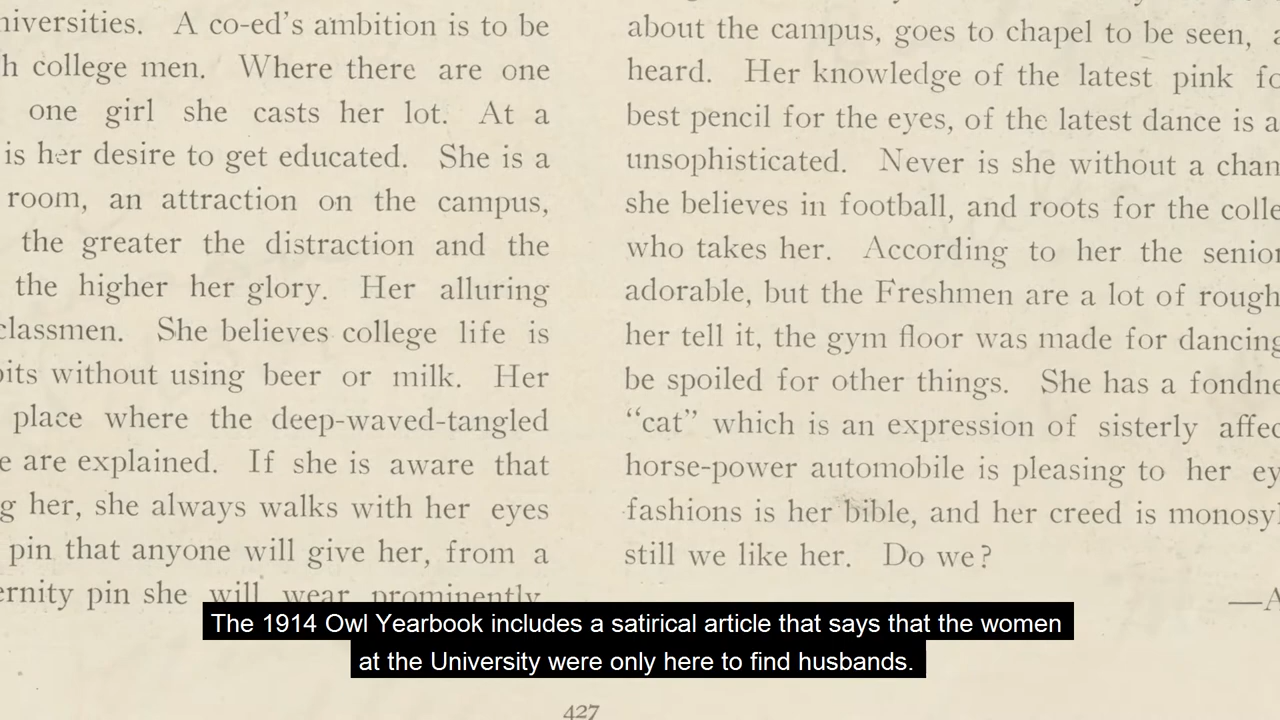 niversities. A co-ed's ambition is to be
h college men. Where there are one
one girl she casts her lot. At a
is her desire to get educated. She is a
room, an attraction on the campus,
the greater the distraction and the
the higher her glory. Her alluring
classmen. She believes college life is
bits without using beer or milk. Her
place where the deep-waved-tangled
e are explained. If she is aware that
g her, she always walks with her eyes
pin that anyone will give her, from a
ernity pin she will wear prominently.
about the campus, goes to chapel to be seen, a
heard. Her knowledge of the latest pink fo
best pencil for the eyes, of the latest dance is a
unsophisticated. Never is she without a chan
she believes in football, and roots for the colle
who takes her. According to her the senior
adorable, but the Freshmen are a lot of rough
her tell it, the gym floor was made for dancing
be spoiled for other things. She has a fondne
"cat" which is an expression of sisterly affec
horse-power automobile is pleasing to her ey
fashions is her bible, and her creed is monosyl
still we like her. Do we?
—A
The 1914 Owl Yearbook includes a satirical article that says that the women
at the University were only here to find husbands.
427